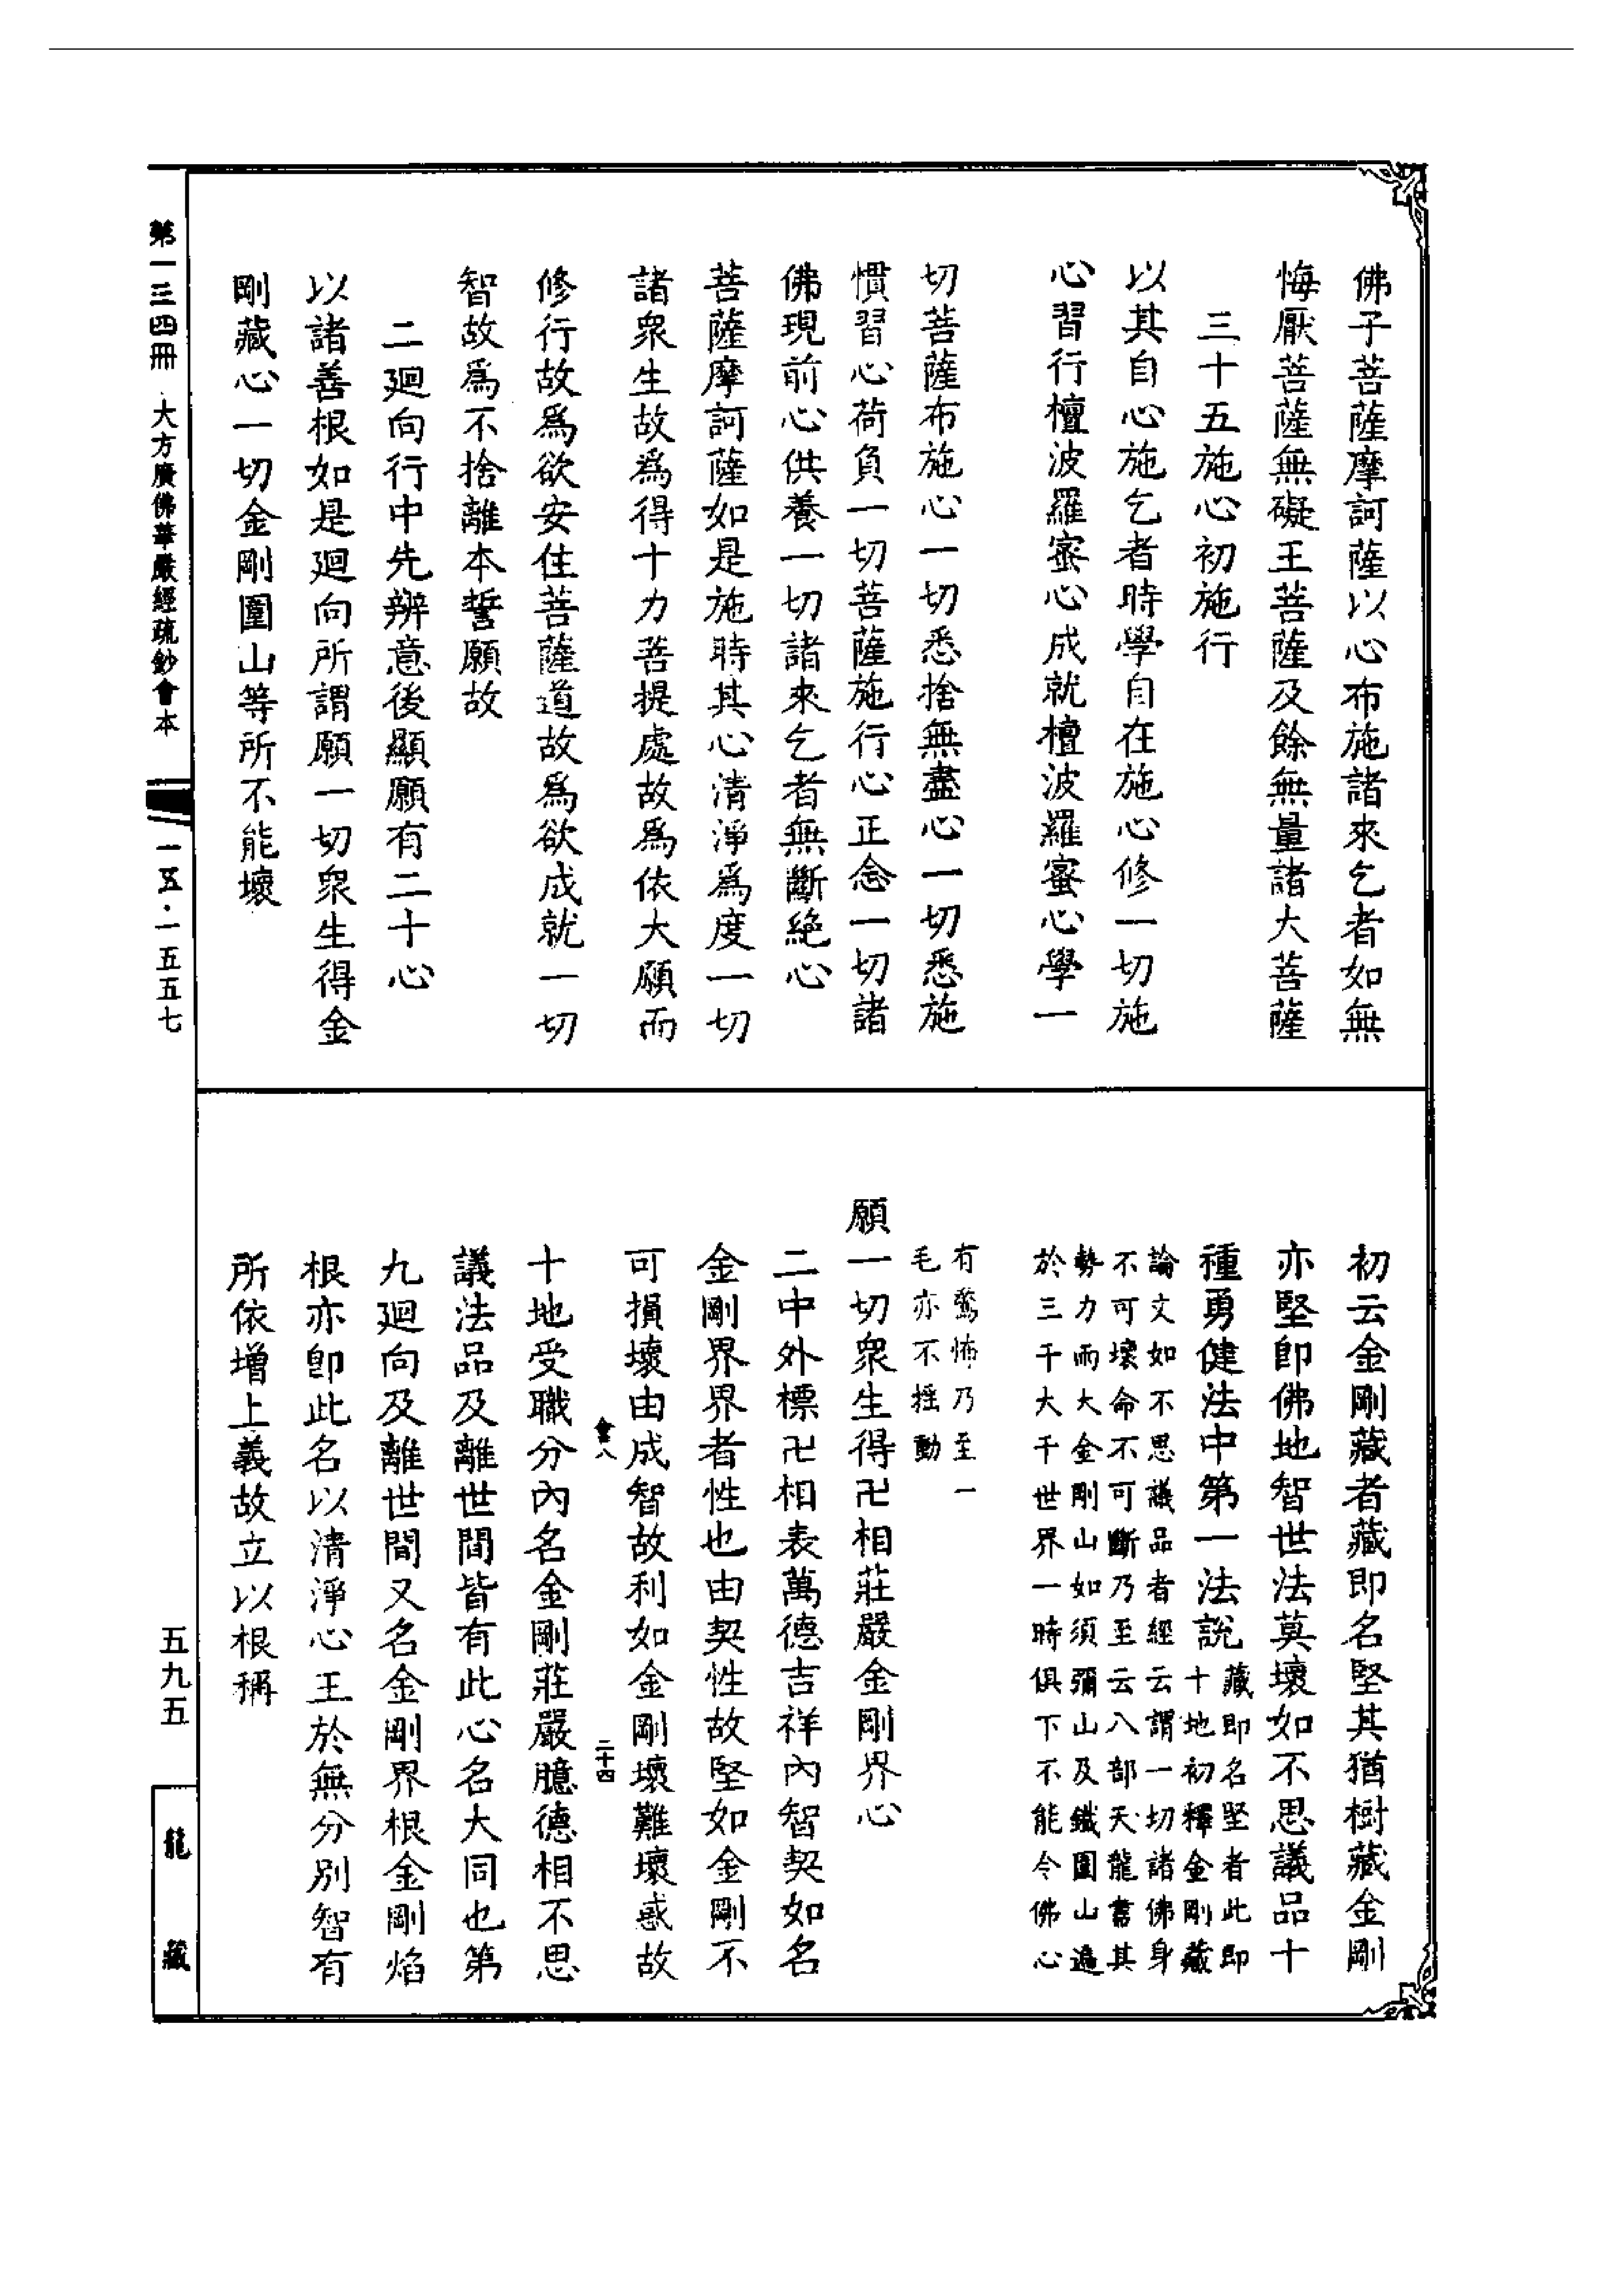 佛子菩薩摩訶薩以心布施諸來乞者如無
悔厭菩薩無礙王菩薩及餘無量諸大菩薩
三十五施心初施行
以其自心施乞者時學自在施心修一切施
心習行檀波羅蜜心成就檀波羅蜜心學一
切菩薩布施心一切悉捨無盡心一切悉施
慣習心荷負一切菩薩施行心正念一切諸
佛現前心供養一切諸來乞者無斷絶心
菩薩摩訶薩如是施時其心清淨爲度一切
諸衆生故爲得十力菩提處故爲依大願而
修行故爲欲安住菩薩道故爲欲成就一切
智故爲不捨離本誓願故
二廻向行中先辨意後顯願有二十心
以諸善根如是廻向所謂願一切衆生得金
剛藏心一切金剛圍山等所不能壞
初云金剛藏者藏即名堅其猶樹藏金剛
亦堅即佛地智世法莫壞如不思議品十
種勇健法中第一法說
藏即名堅者此即
十地初釋金剛藏
論文如不思議品者經云謂一切諸佛身
不可壞命不可斷乃至云八部天龍書其
勢力雨大金剛山如須彌山及鐵圍山遍
於三千大千世界一時俱下不能令佛心
有驚怖乃至一
毛亦不摇動
願一切衆生得卍相莊嚴金剛界心
二中外標卍相表萬德吉祥內智契如名
金剛界界者性也由契性故堅如金剛不
可損壞由成智故利如金剛壞難壞惑故
會八
二十四
十地受職分內名金剛莊嚴臆德相不思
議法品及離世間皆有此心名大同也第
九廻向及離世間又名金剛界根金剛焰
根亦即此名以清淨心王於無分別智有
所依增上義故立以根稱
第一三四冊
大方廣佛華嚴經疏鈔會本
一五·一五五七
五九五
龍藏